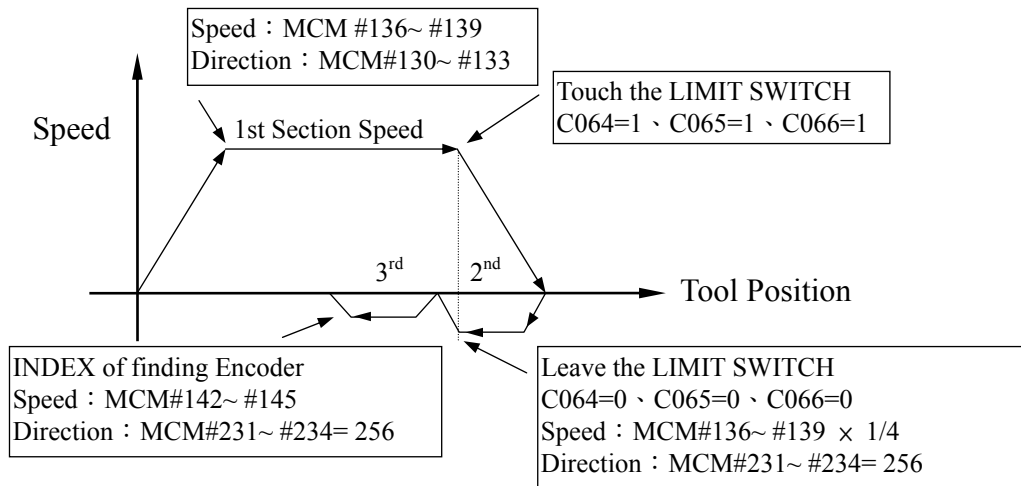 Speed：MCM #136~ #139
Direction：MCM#130~ #133
Touch the LIMIT SWITCH
C064=1、C065=1、C066=1
Speed
1st Section Speed
3rd
2nd
Tool Position
INDEX of finding Encoder
Speed：MCM#142~ #145
Direction：MCM#231~ #234= 256
Leave the LIMIT SWITCH
C064=0、C065=0、C066=0
Speed：MCM#136~ #139 × 1/4
Direction：MCM#231~ #234= 256